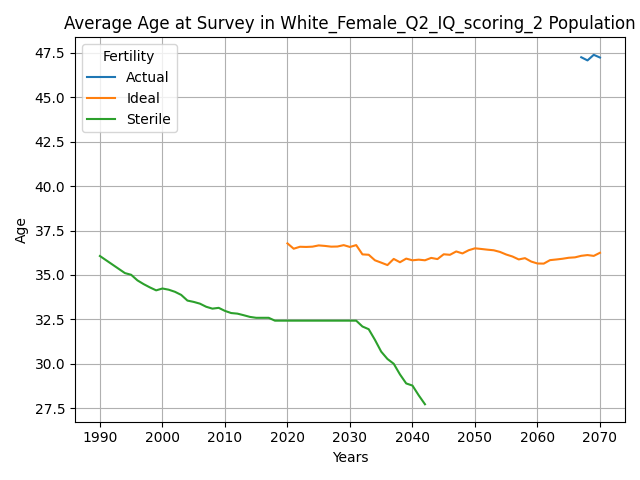 Average Age at Survey in White_Female_Q2_IQ_scoring_2 Population
Fertility
Actual
Ideal
Sterile
47.5
45.0
42.5
40.0
37.5
35.0
32.5
30.0
27.5
Age
1990 2000 2010 2020 2030 2040 2050 2060 2070
Years